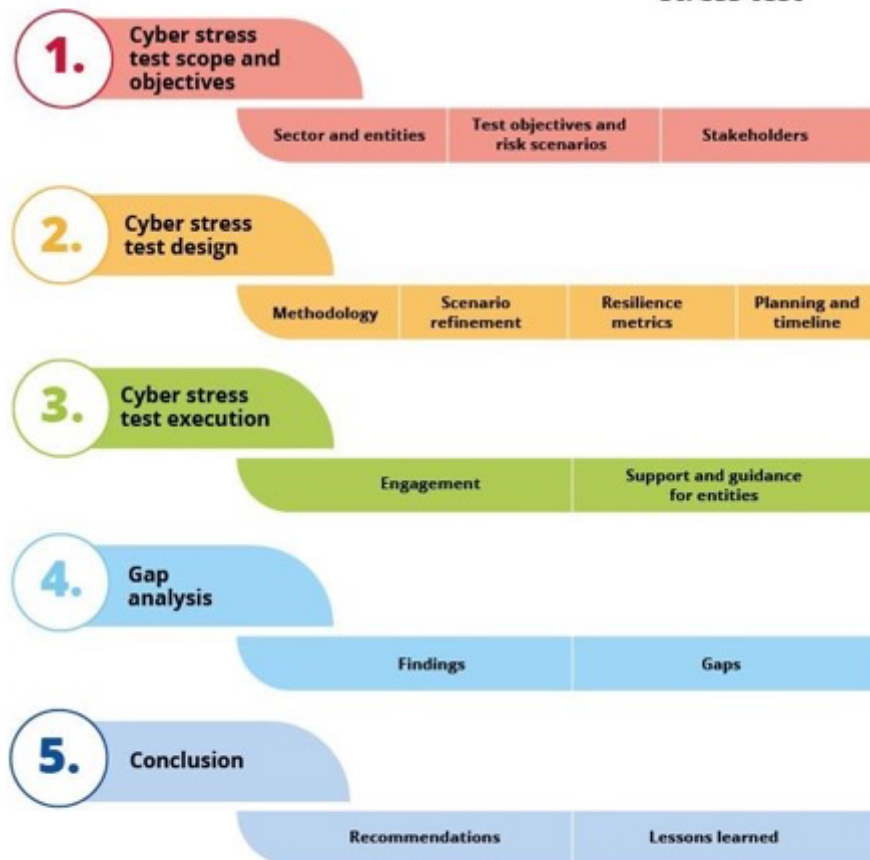 1.
Cyber stress
test scope and
objectives
Sector and entities
Test objectives and
risk scenarios
Stakeholders
2.
Cyber stress
test design
Methodology
Scenario
refinement
Resilience
metrics
Planning and
timeline
3.
Cyber stress
test execution
Engagement
Support and guidance
for entities
4.
Gap
analysis
Findings
Gaps
5.
Conclusion
Recommendations
Lessons learned